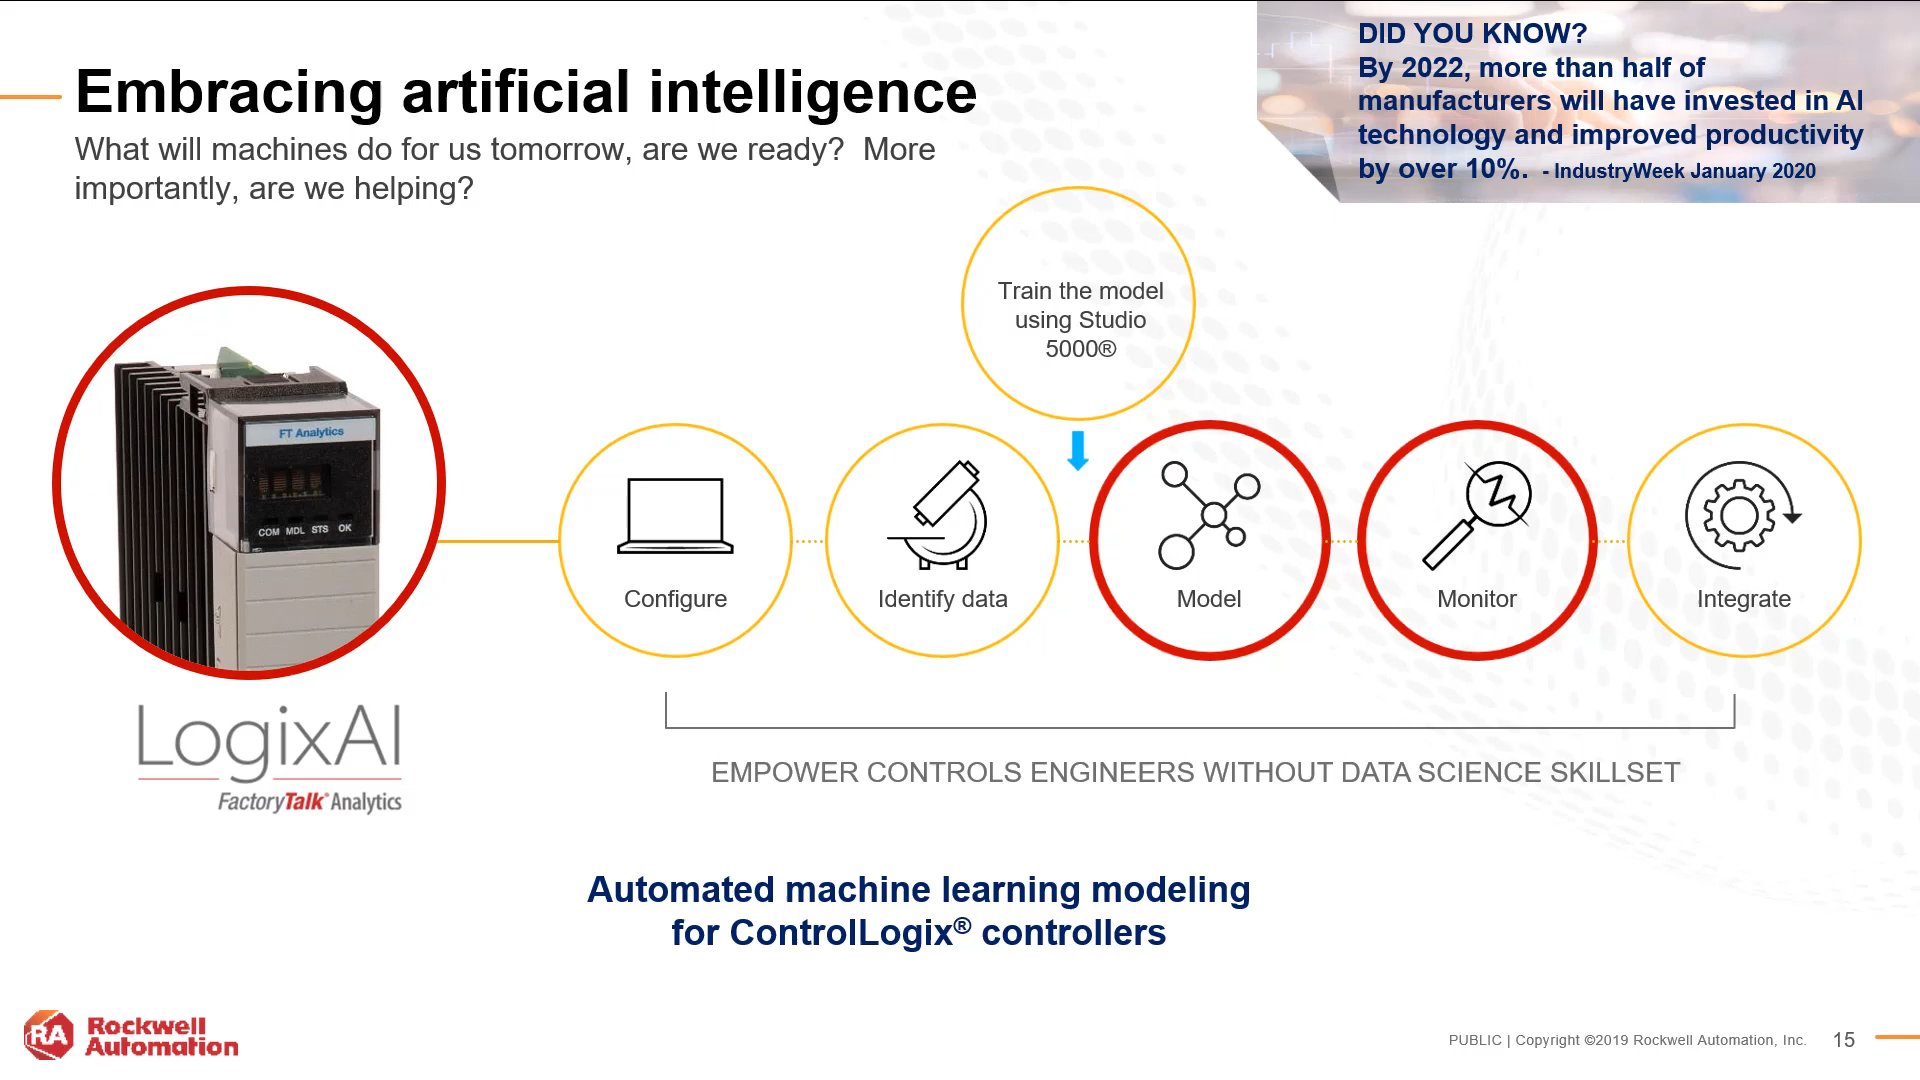 Embracing artificial intelligence
What will machines do for us tomorrow, are we ready?  More
importantly, are we helping?
DID YOU KNOW?
By 2022, more than half of
manufacturers will have invested in AI
technology and improved productivity
by over 10%.  - IndustryWeek January 2020
Train the model
using Studio
5000®
FT Analytics
COM MDL STS OK
Configure
Identify data
Model
Monitor
Integrate
LogixAI
FactoryTalk® Analytics
EMPOWER CONTROLS ENGINEERS WITHOUT DATA SCIENCE SKILLSET
Automated machine learning modeling
for ControlLogix® controllers
RA
Rockwell
Automation
PUBLIC | Copyright ©2019 Rockwell Automation, Inc. 15